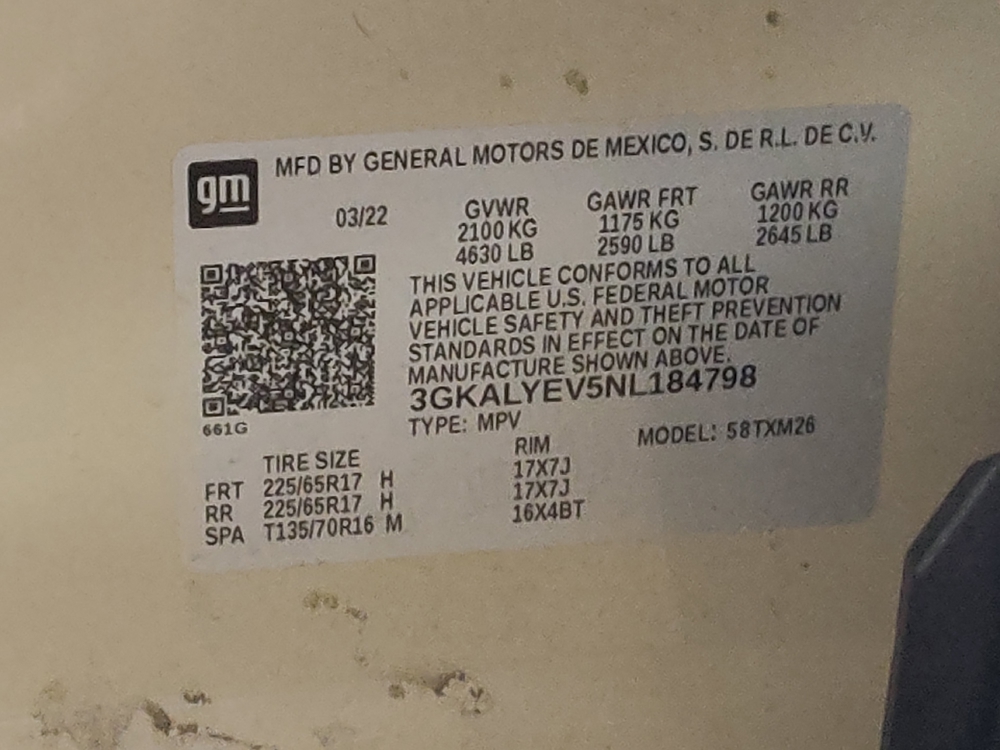 gm
MFD BY GENERAL MOTORS DE MEXICO, S. DE R.L. DE C.V.
03/22 GVWR GAWR FRT GAWR RR
2100 KG 1175 KG 1200 KG
4630 LB 2590 LB 2645 LB
THIS VEHICLE CONFORMS TO ALL
APPLICABLE U.S. FEDERAL MOTOR
VEHICLE SAFETY AND THEFT PREVENTION
STANDARDS IN EFFECT ON THE DATE OF
MANUFACTURE SHOWN ABOVE.
3GKALYEV5NL184798
661G
TYPE: MPV MODEL: 58TXM26
TIRE SIZE RIM
FRT 225/65R17 H 17X7J
RR 225/65R17 H 17X7J
SPA T135/70R16 M 16X4BT